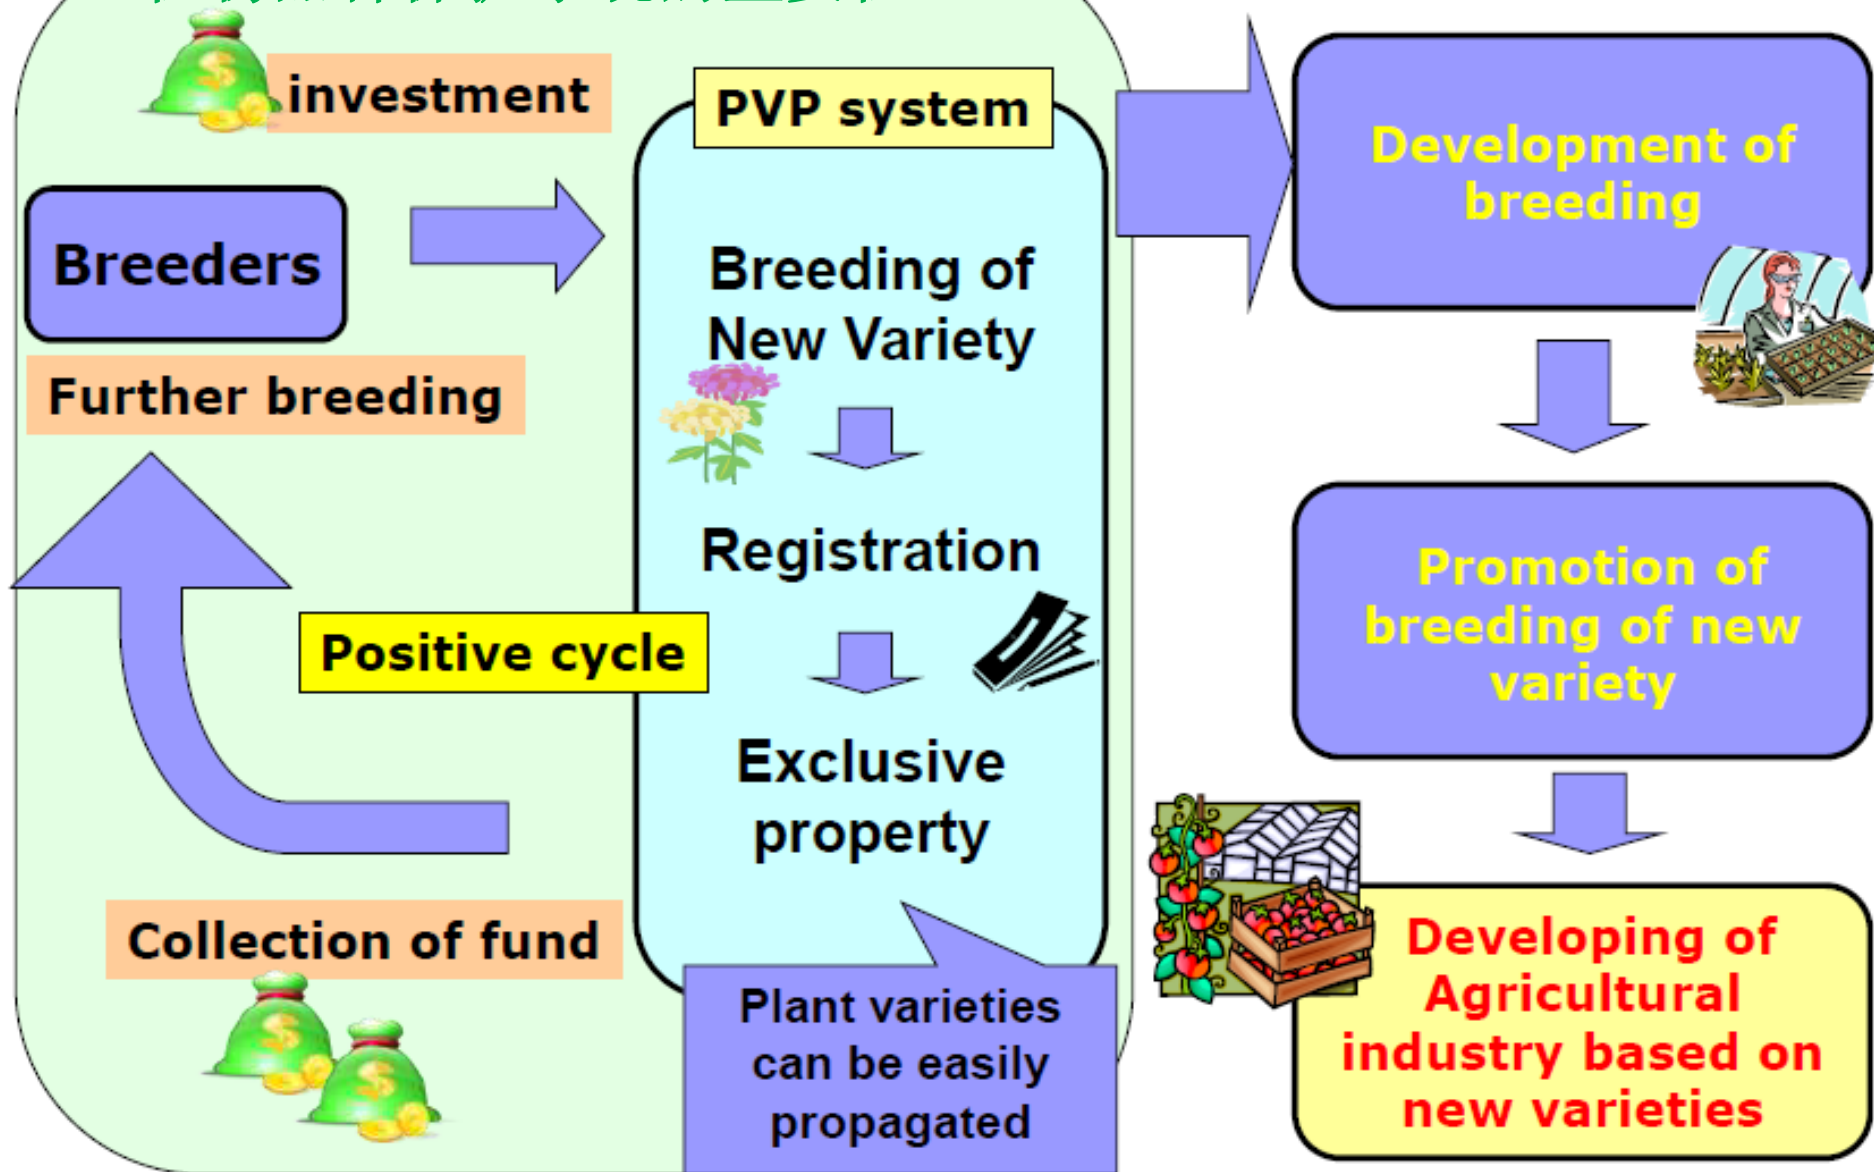 investment
PVP system
Breeders
Further breeding
Breeding of
New Variety
Registration
Positive cycle
Exclusive
property
Collection of fund
Plant varieties
can be easily
propagated
Development of
breeding
Promotion of
breeding of new
variety
Developing of
Agricultural
industry based on
new varieties